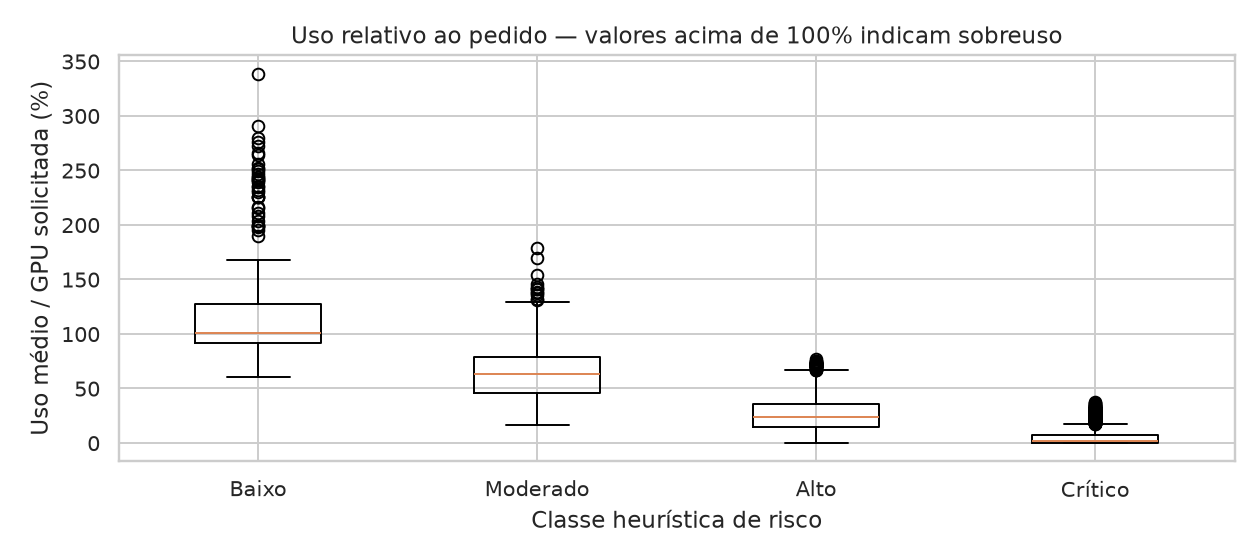 Uso relativo ao pedido — valores acima de 100% indicam sobreuso
Uso médio / GPU solicitada (%)
350
300
250
200
150
100
50
0
Baixo
Moderado
Alto
Crítico
Classe heurística de risco